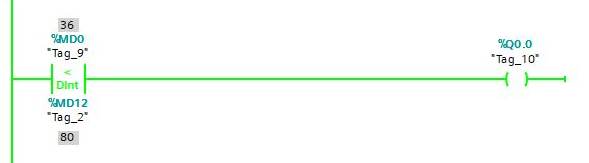 36
%MD0
"Tag_9"
<
DInt
%MD12
"Tag_2"
80
%Q0.0
"Tag_10"
( )